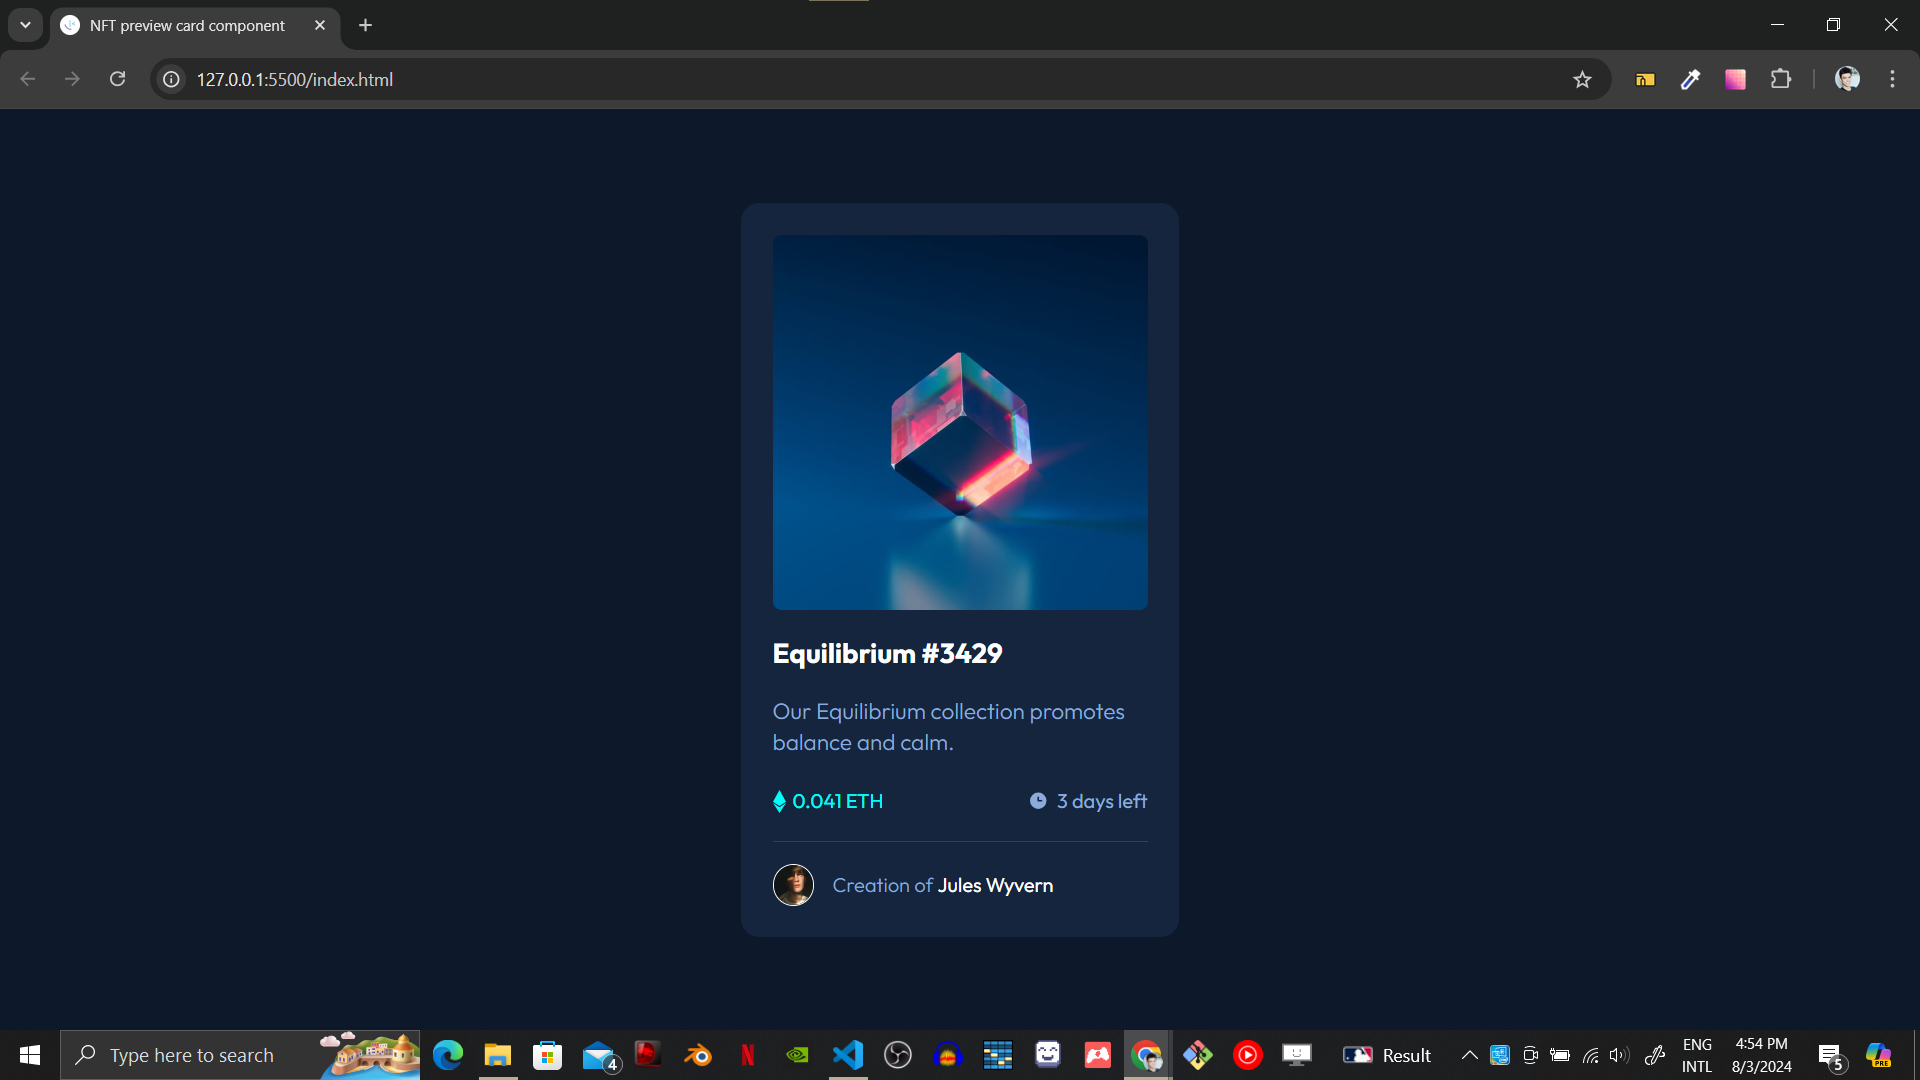 NFT preview card component
127.0.0.1:5500/index.html
Equilibrium #3429
Our Equilibrium collection promotes
balance and calm.
0.041 ETH
3 days left
Creation of Jules Wyvern
Type here to search
4
N
Result
ENG
INTL
4:54 PM
8/3/2024
5
PRE